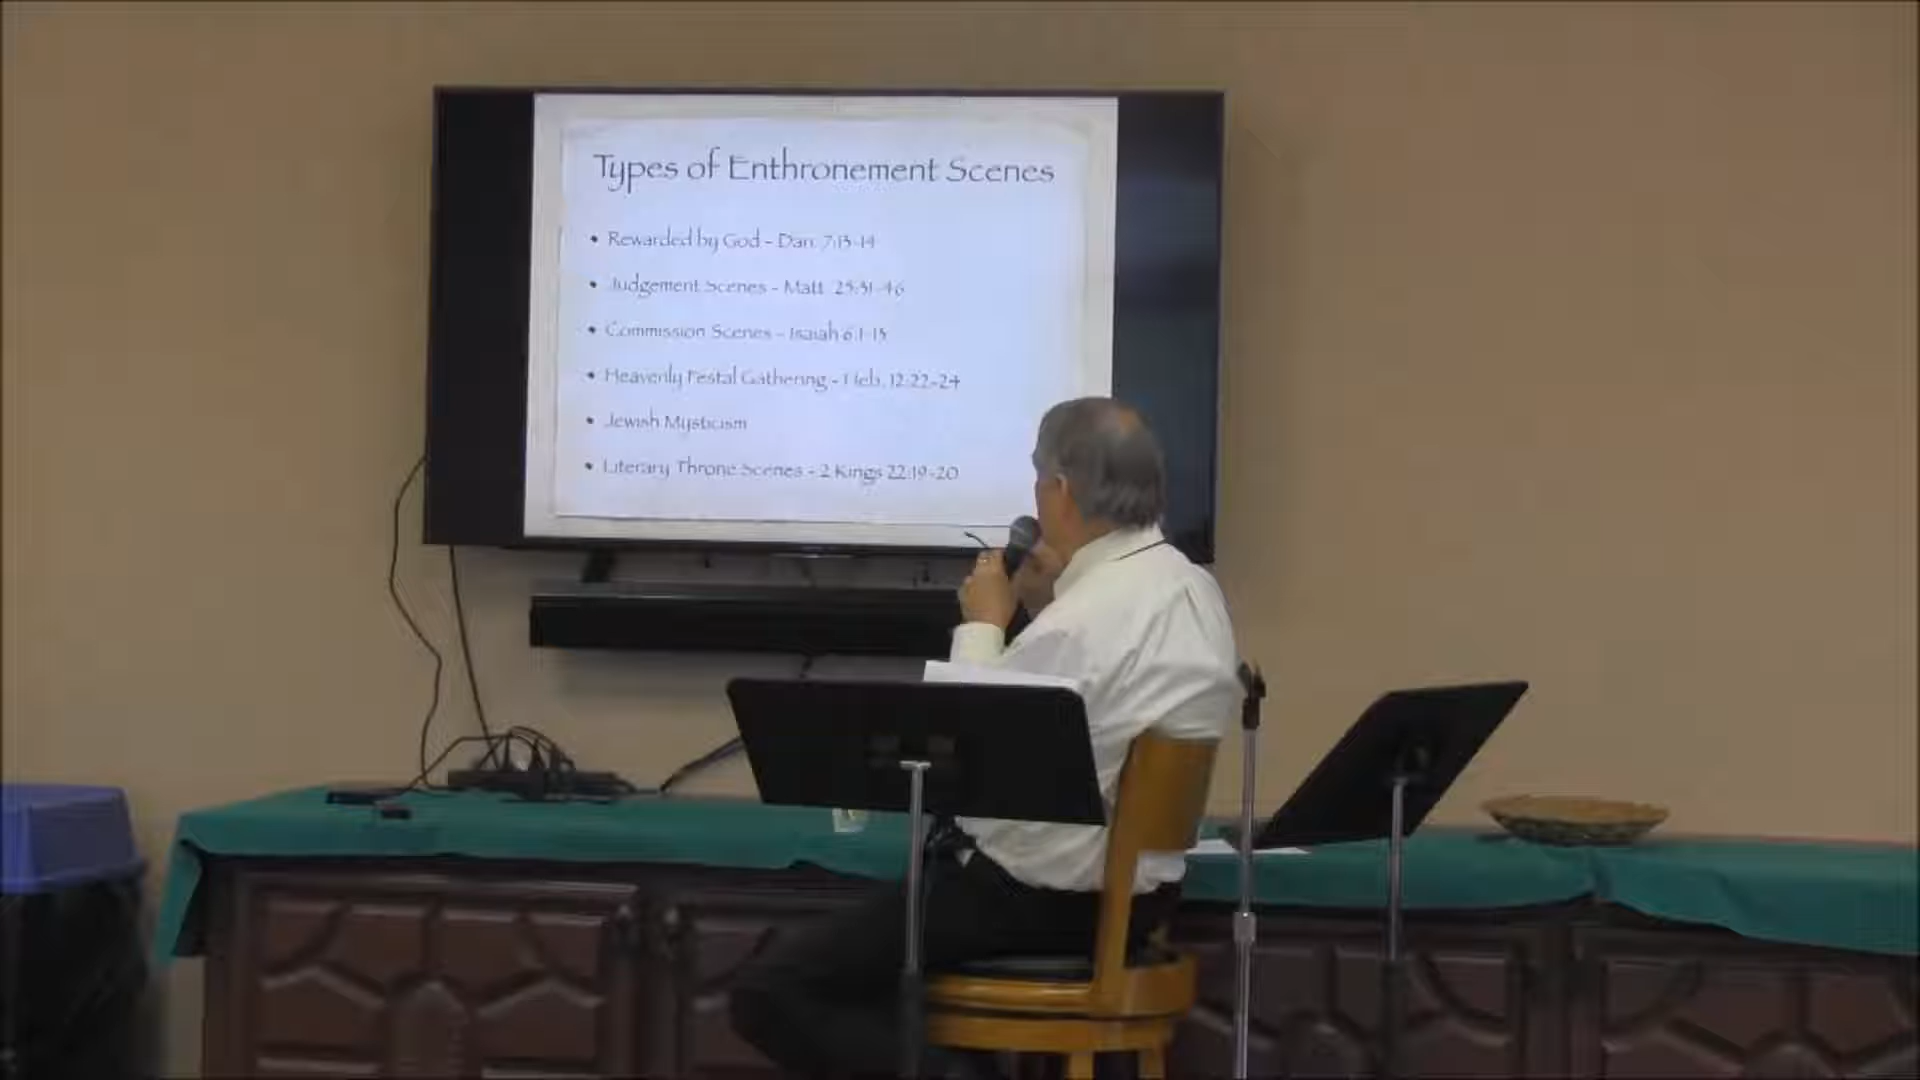 Types of Enthronement Scenes
• Rewarded by God - Dan. 7:13-14
• Judgement Scenes - Matt. 25:31-46
• Commission Scenes - Isaiah 6:1-13
• Heavenly Festal Gathering - Heb. 12:22-24
• Jewish Mysticism
• Literary Throne Scenes - 2 Kings 22:19-20